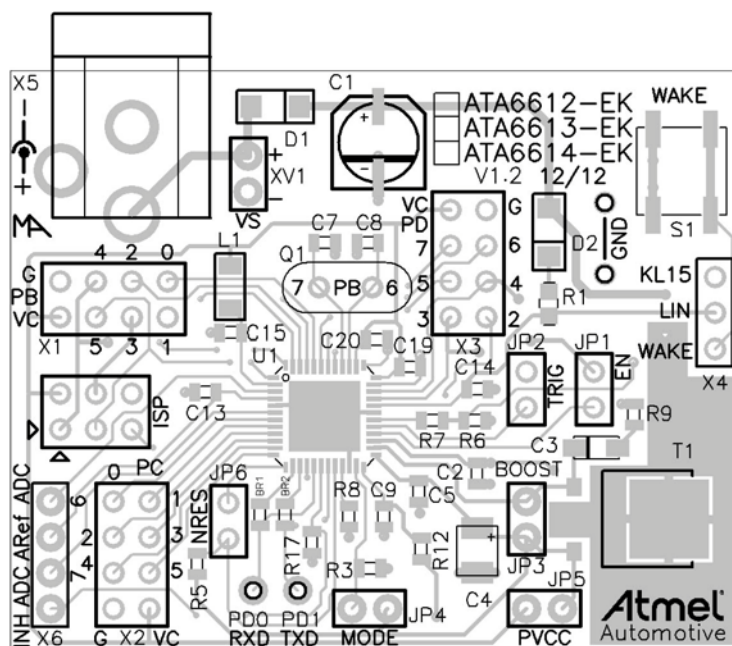 X5
C1
ATA6612-EK
ATA6613-EK
ATA6614-EK
WAKE
D1
+
XV1
-
VS
V1.2 12/12
S1
+
-
VC
PD
G
7
6
5
4
3
2
X3
D2
GND
C7
C8
Q1
7 PB 6
L1
4 2 0
G
PB
VC
X1
5 3 1
C15
U1
C20
C19
R1
KL15
LIN
WAKE
X4
C14
JP2
TRIG
JP1
EN
ISP
C13
R7
R6
R9
C3
T1
C2
BOOST
C5
JP3
0 PC
1
2
3
4
5
G X2 VC
INH ADC ARef ADC
6
7
X6
JP6
NRES
BR1
BR2
R8
C9
R17
R5
R3
R12
+
C4
PD0
RXD
PD1
TXD
JP4
MODE
JP5
PVCC
Atmel
Automotive